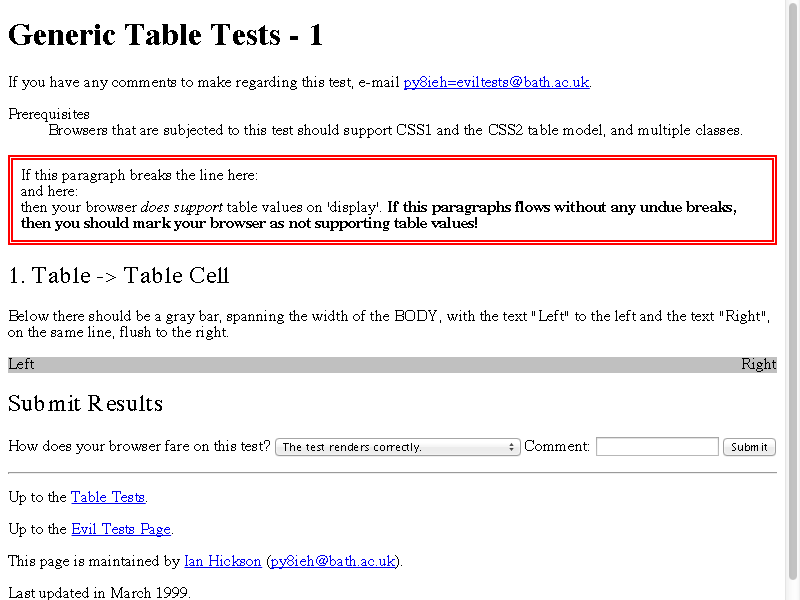 Generic Table Tests - 1
If you have any comments to make regarding this test, e-mail py8ieh=eviltests@bath.ac.uk.
Prerequisites
Browsers that are subjected to this test should support CSS1 and the CSS2 table model, and multiple classes.
If this paragraph breaks the line here:
and here:
then your browser does support table values on 'display'. If this paragraphs flows without any undue breaks,
then you should mark your browser as not supporting table values!
1. Table -> Table Cell
Below there should be a gray bar, spanning the width of the BODY, with the text "Left" to the left and the text "Right",
on the same line, flush to the right.
Left Right
Submit Results
How does your browser fare on this test? The test renders correctly. Comment: Submit
Up to the Table Tests.
Up to the Evil Tests Page.
This page is maintained by Ian Hickson (py8ieh@bath.ac.uk).
Last updated in March 1999.